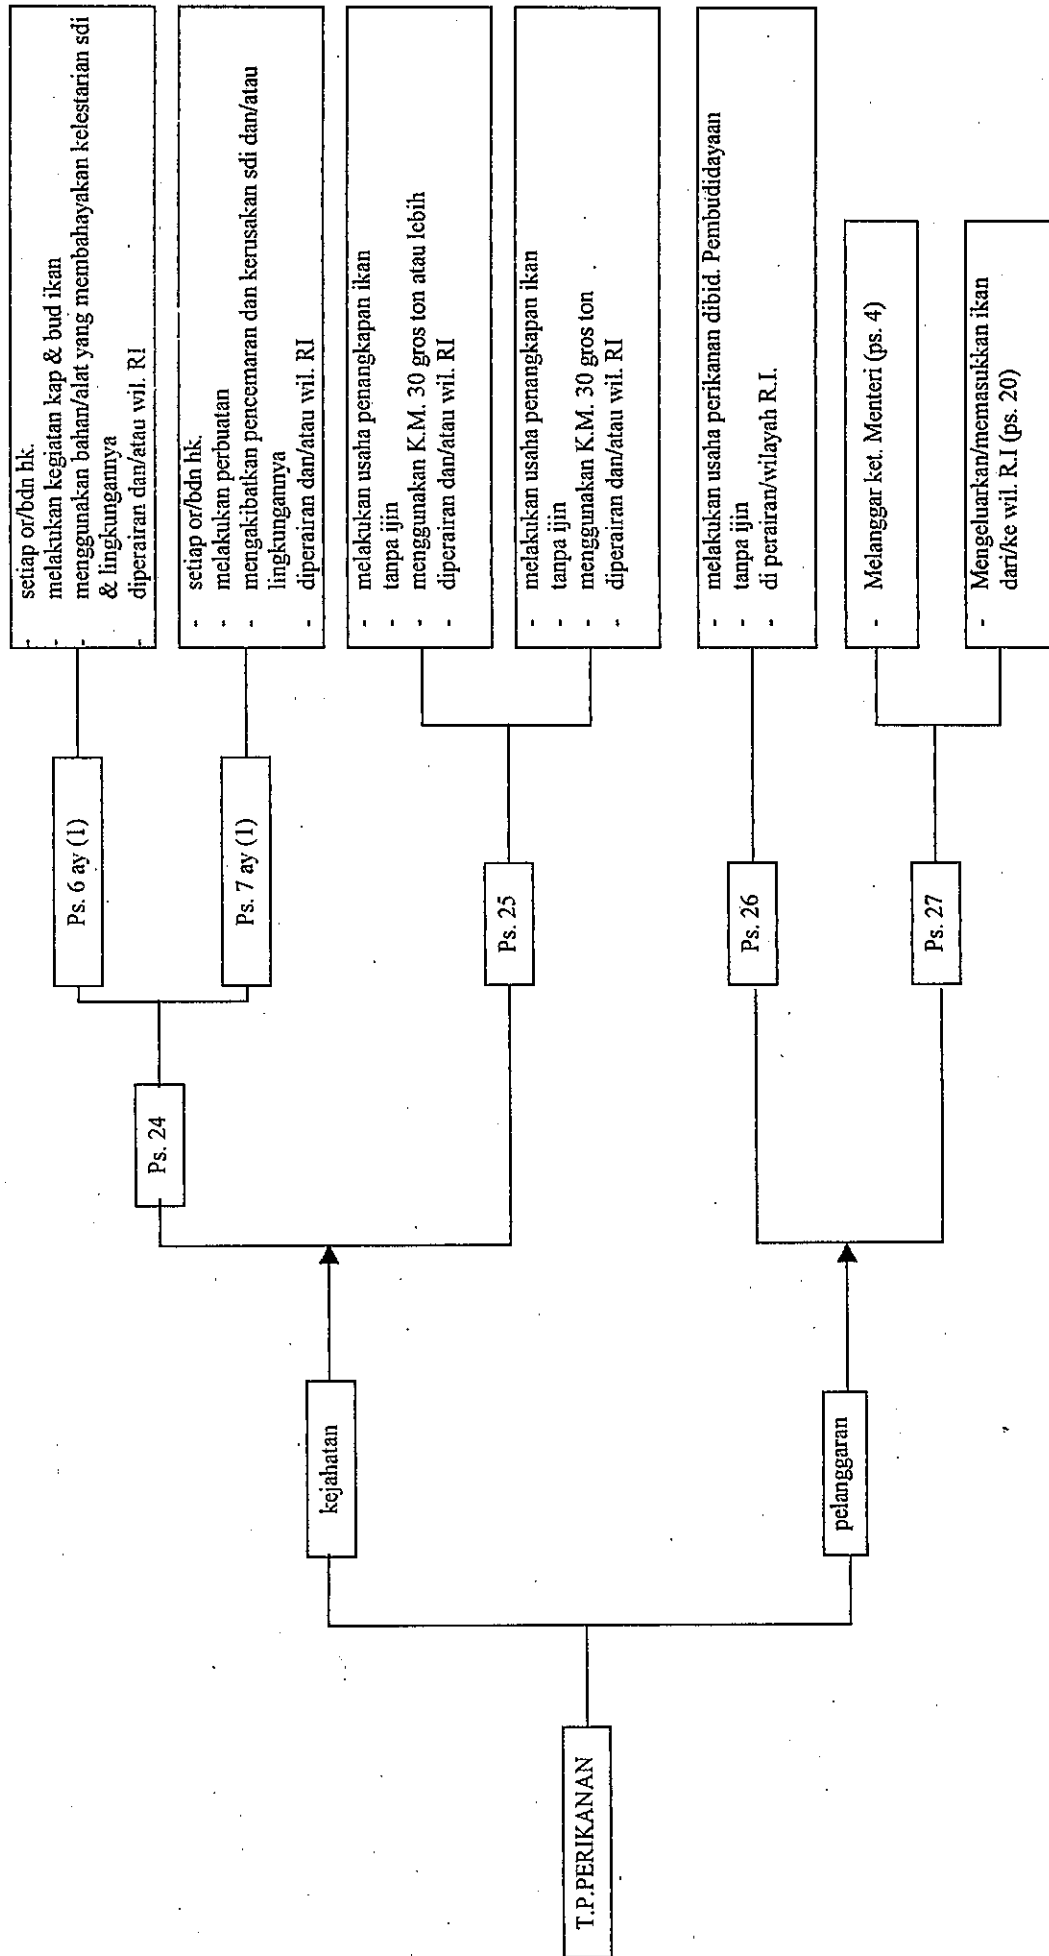 T.P.PERIKANAN
kejahatan
pelanggaran
Ps. 24
Ps. 25
Ps. 26
Ps. 27
Ps. 6 ay (1)
Ps. 7 ay (1)
- setiap or/bdn hk.
- melakukan kegiatan kap & bud ikan
- menggunakan bahan/alat yang membahayakan kelestarian sdi
& lingkungannya
- diperairan dan/atau wil. RI
- setiap or/bdn hk.
- melakukan perbuatan
- mengakibatkan pencemaran dan kerusakan sdi dan/atau
lingkungannya
- diperairan dan/atau wil. RI
- melakukan usaha penangkapan ikan
- tanpa ijin
- menggunakan K.M. 30 gros ton atau lebih
- diperairan dan/atau wil. RI
- melakukan usaha penangkapan ikan
- tanpa ijin
- menggunakan K.M. 30 gros ton
- diperairan dan/atau wil. RI
- melakukan usaha perikanan dibid. Pembudidayaan
- tanpa ijin
- di perairan/wilayah R.I.
- Melanggar ket. Menteri (ps. 4)
- Mengeluarkan/memasukkan ikan
dari/ke wil. R.I (ps. 20)